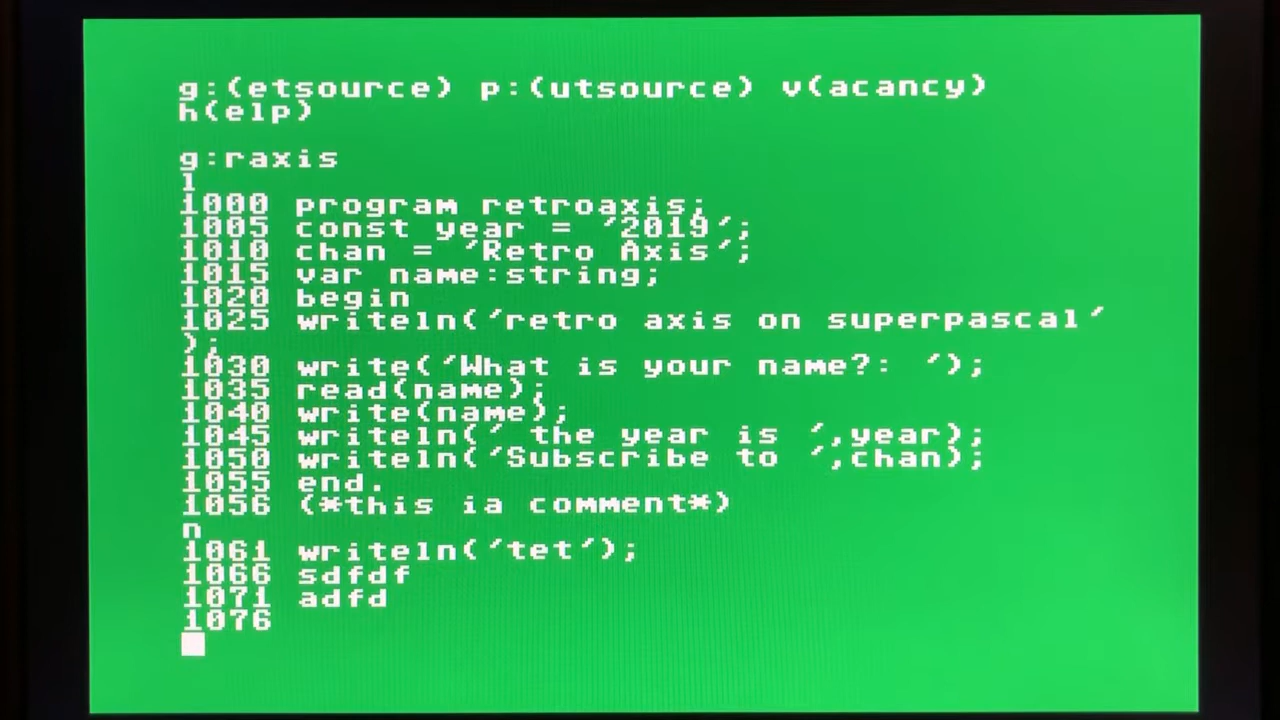 g:(etsource) p:(utsource) v(acancy)
h(elp)
g:raxis
l
1000 program retroaxis;
1005 const year = '2019';
1010 chan = 'Retro Axis';
1015 var name:string;
1020 begin
1025 writeln('retro axis on superpascal'
);
1030 write('What is your name?: ');
1035 read(name);
1040 write(name);
1045 writeln(' the year is ',year);
1050 writeln('Subscribe to ',chan);
1055 end.
1056 (*this ia comment*)
n
1061 writeln('tet');
1066 sdfdf
1071 adfd
1076